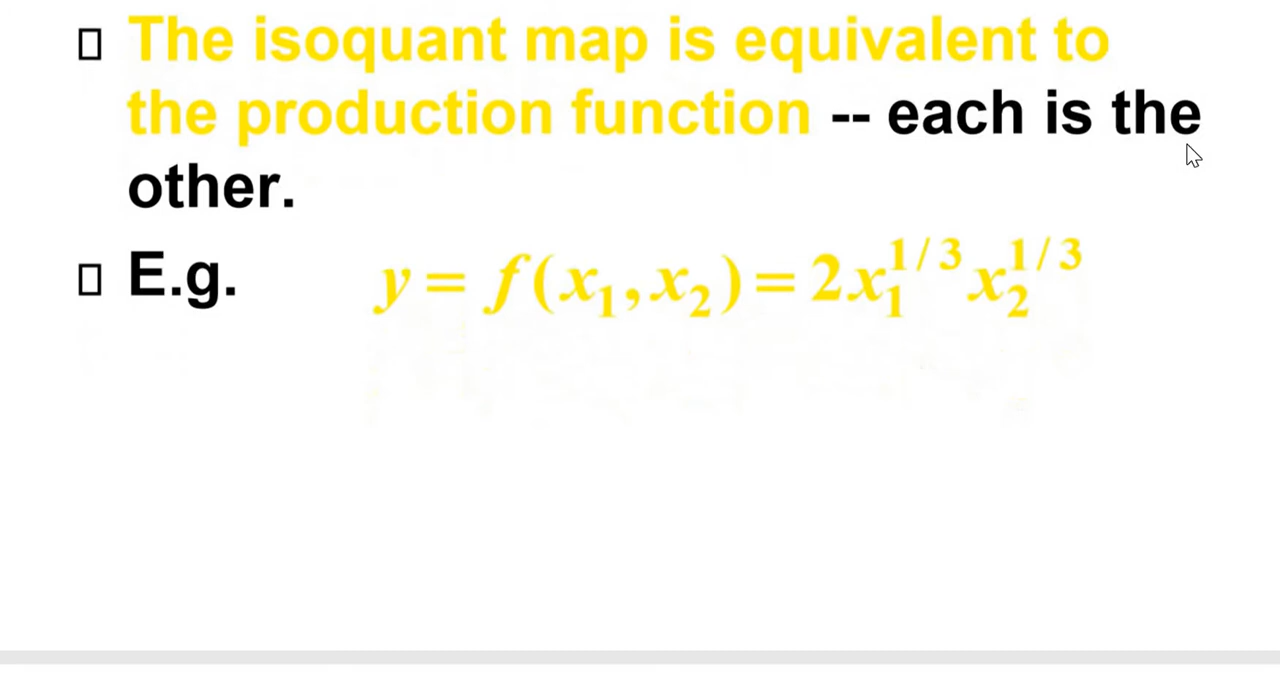 The isoquant map is equivalent to
the production function -- each is the
other.
E.g. y = f(x₁, x₂) = 2x₁^{1/3} x₂^{1/3}